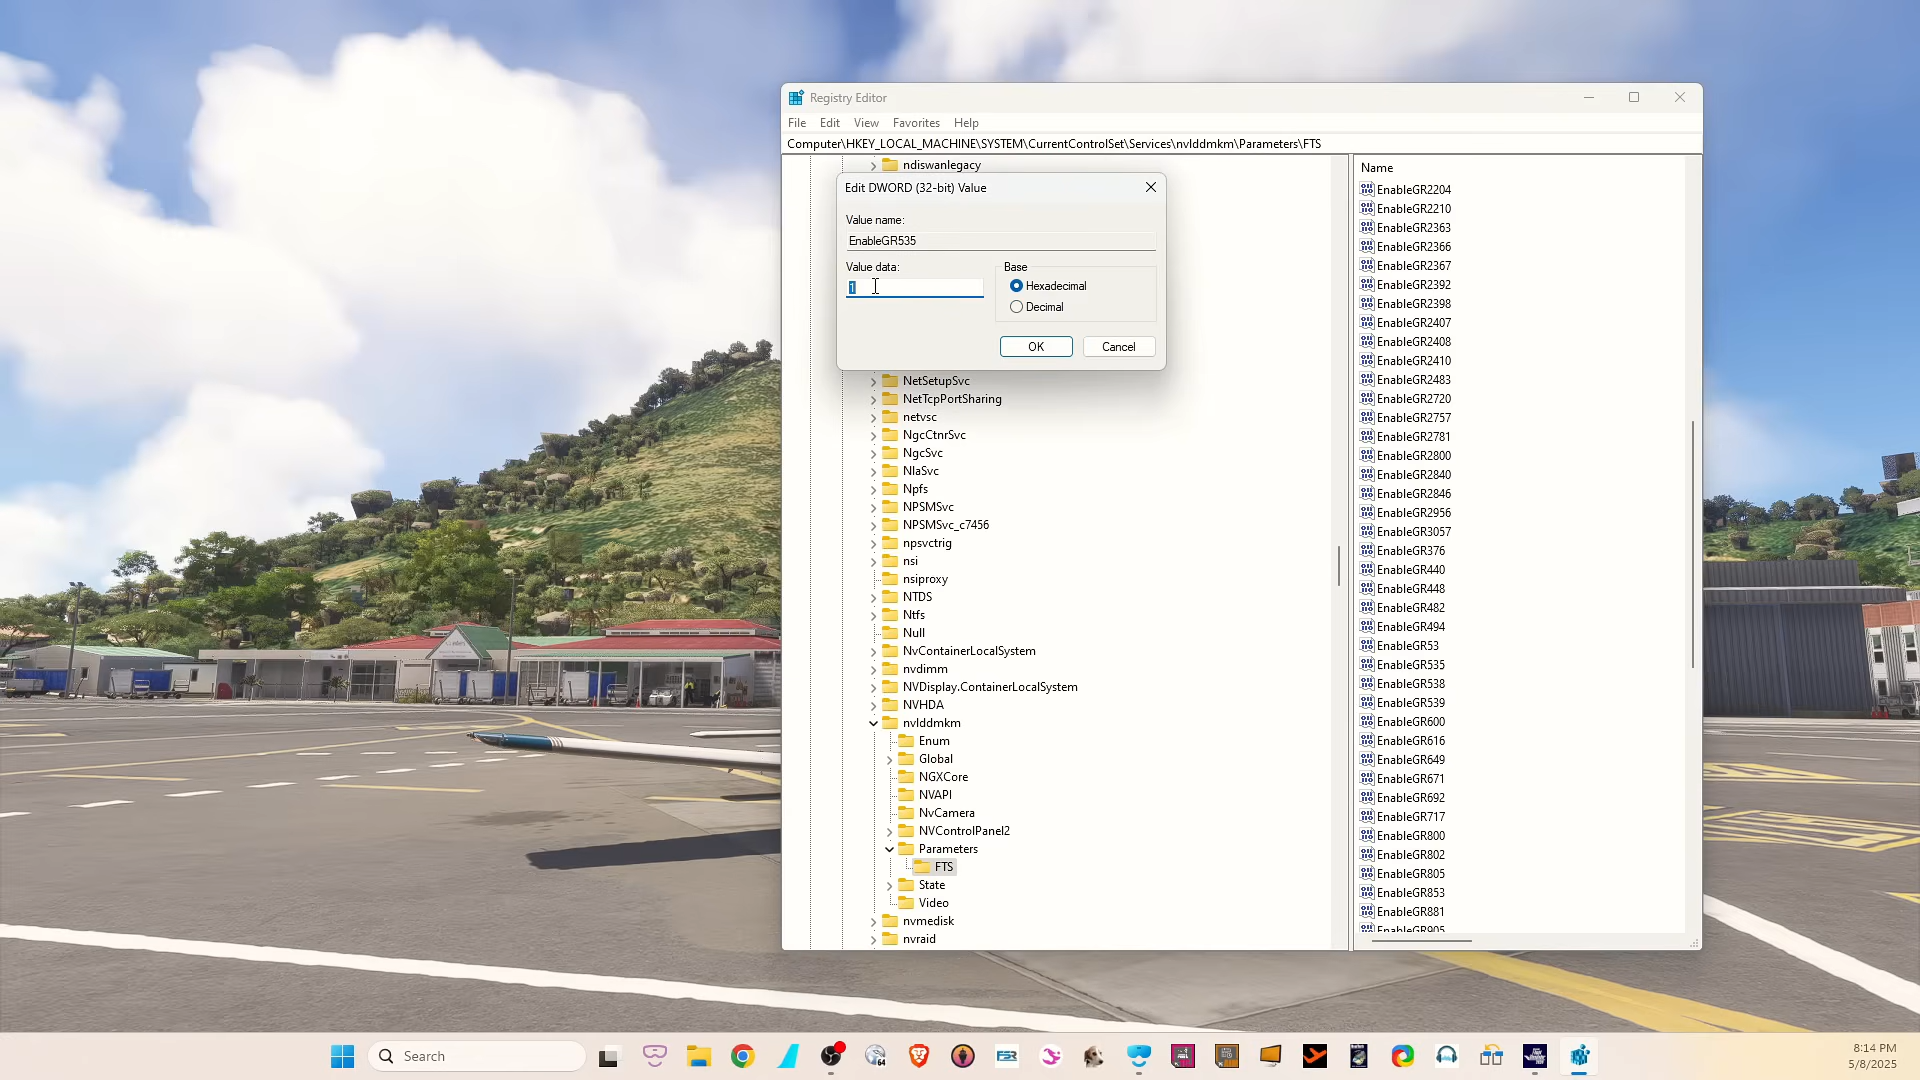 Registry Editor
File Edit View Favorites Help
Computer\HKEY_LOCAL_MACHINE\SYSTEM\CurrentControlSet\Services\nvlddmkm\Parameters\FTS
ndiswanlegacy
Edit DWORD (32-bit) Value
Value name:
EnableGR535
Value data:
Base
1
Hexadecimal
Decimal
OK
Cancel
NetSetupSvc
NetTcpPortSharing
netvsc
NgcCtnrSvc
NgcSvc
NlaSvc
Npfs
NPSMSvc
NPSMSvc_c7456
npsvctrig
nsi
nsiproxy
NTDS
Ntfs
Null
NvContainerLocalSystem
nvdimm
NVDisplay.ContainerLocalSystem
NVHDA
nvlddmkm
Enum
Global
NGXCore
NVAPI
NvCamera
NVControlPanel2
Parameters
FTS
State
Video
nvmedisk
nvraid
Name
EnableGR2204
EnableGR2210
EnableGR2363
EnableGR2366
EnableGR2367
EnableGR2392
EnableGR2398
EnableGR2407
EnableGR2408
EnableGR2410
EnableGR2483
EnableGR2720
EnableGR2757
EnableGR2781
EnableGR2800
EnableGR2840
EnableGR2846
EnableGR2956
EnableGR3057
EnableGR376
EnableGR440
EnableGR448
EnableGR482
EnableGR494
EnableGR53
EnableGR535
EnableGR538
EnableGR539
EnableGR600
EnableGR616
EnableGR649
EnableGR671
EnableGR692
EnableGR717
EnableGR800
EnableGR802
EnableGR805
EnableGR853
EnableGR881
EnableGR905
Search
64
FSR
8:14 PM
5/8/2025